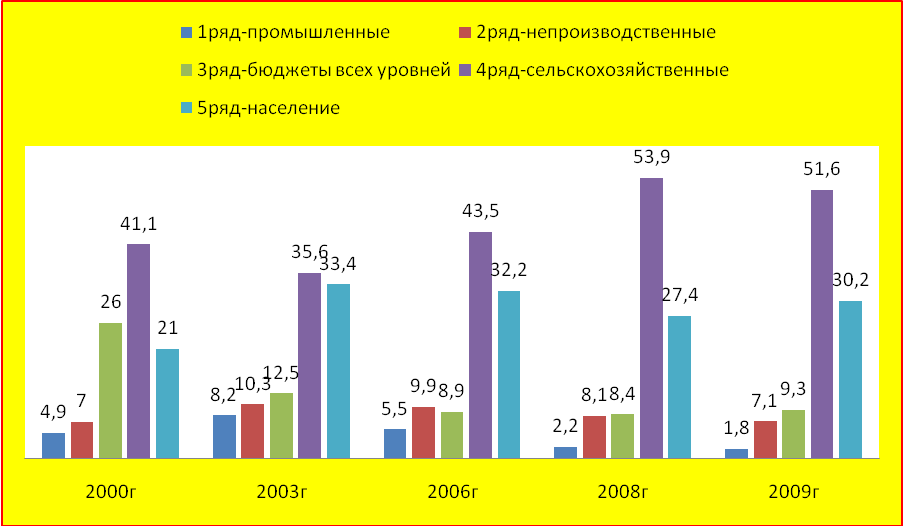 1ряд-промышленные 2ряд-непроизводственные
3ряд-бюджеты всех уровней 4ряд-сельскохозяйственные
5ряд-население
4,9 7 26 41,1 21
8,2 10,3 12,5 35,6 33,4
5,5 9,9 8,9 43,5 32,2
2,2 8,1 8,4 53,9 27,4
1,8 7,1 9,3 51,6 30,2
2000г 2003г 2006г 2008г 2009г